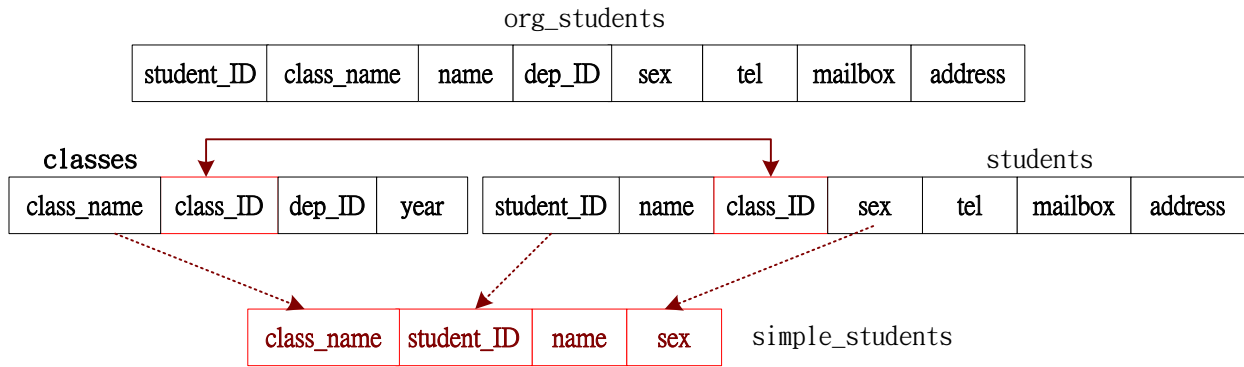 org_students
student_ID class_name name dep_ID sex tel mailbox address
classes students
class_name class_ID dep_ID year student_ID name class_ID sex tel mailbox address
class_name student_ID name sex simple_students